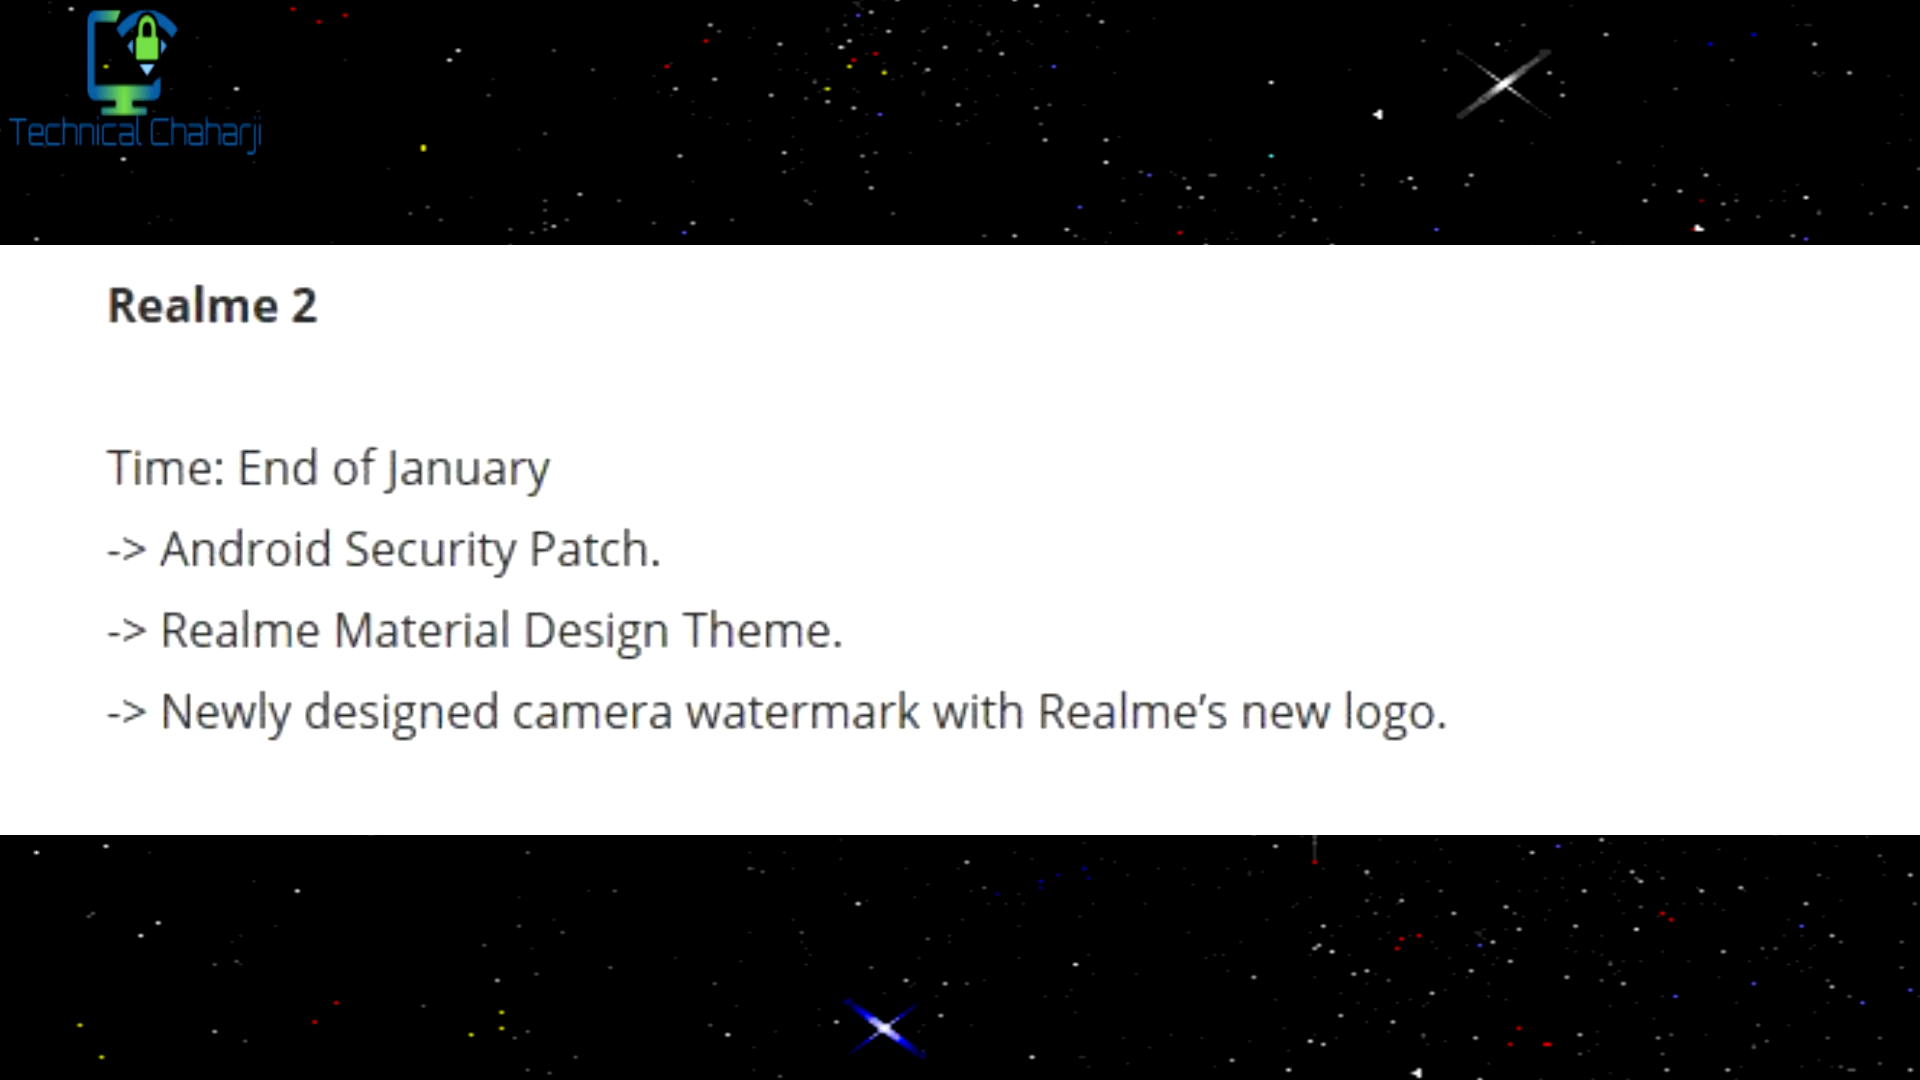 Technical Chaharji
Realme 2
Time: End of January
-> Android Security Patch.
-> Realme Material Design Theme.
-> Newly designed camera watermark with Realme’s new logo.